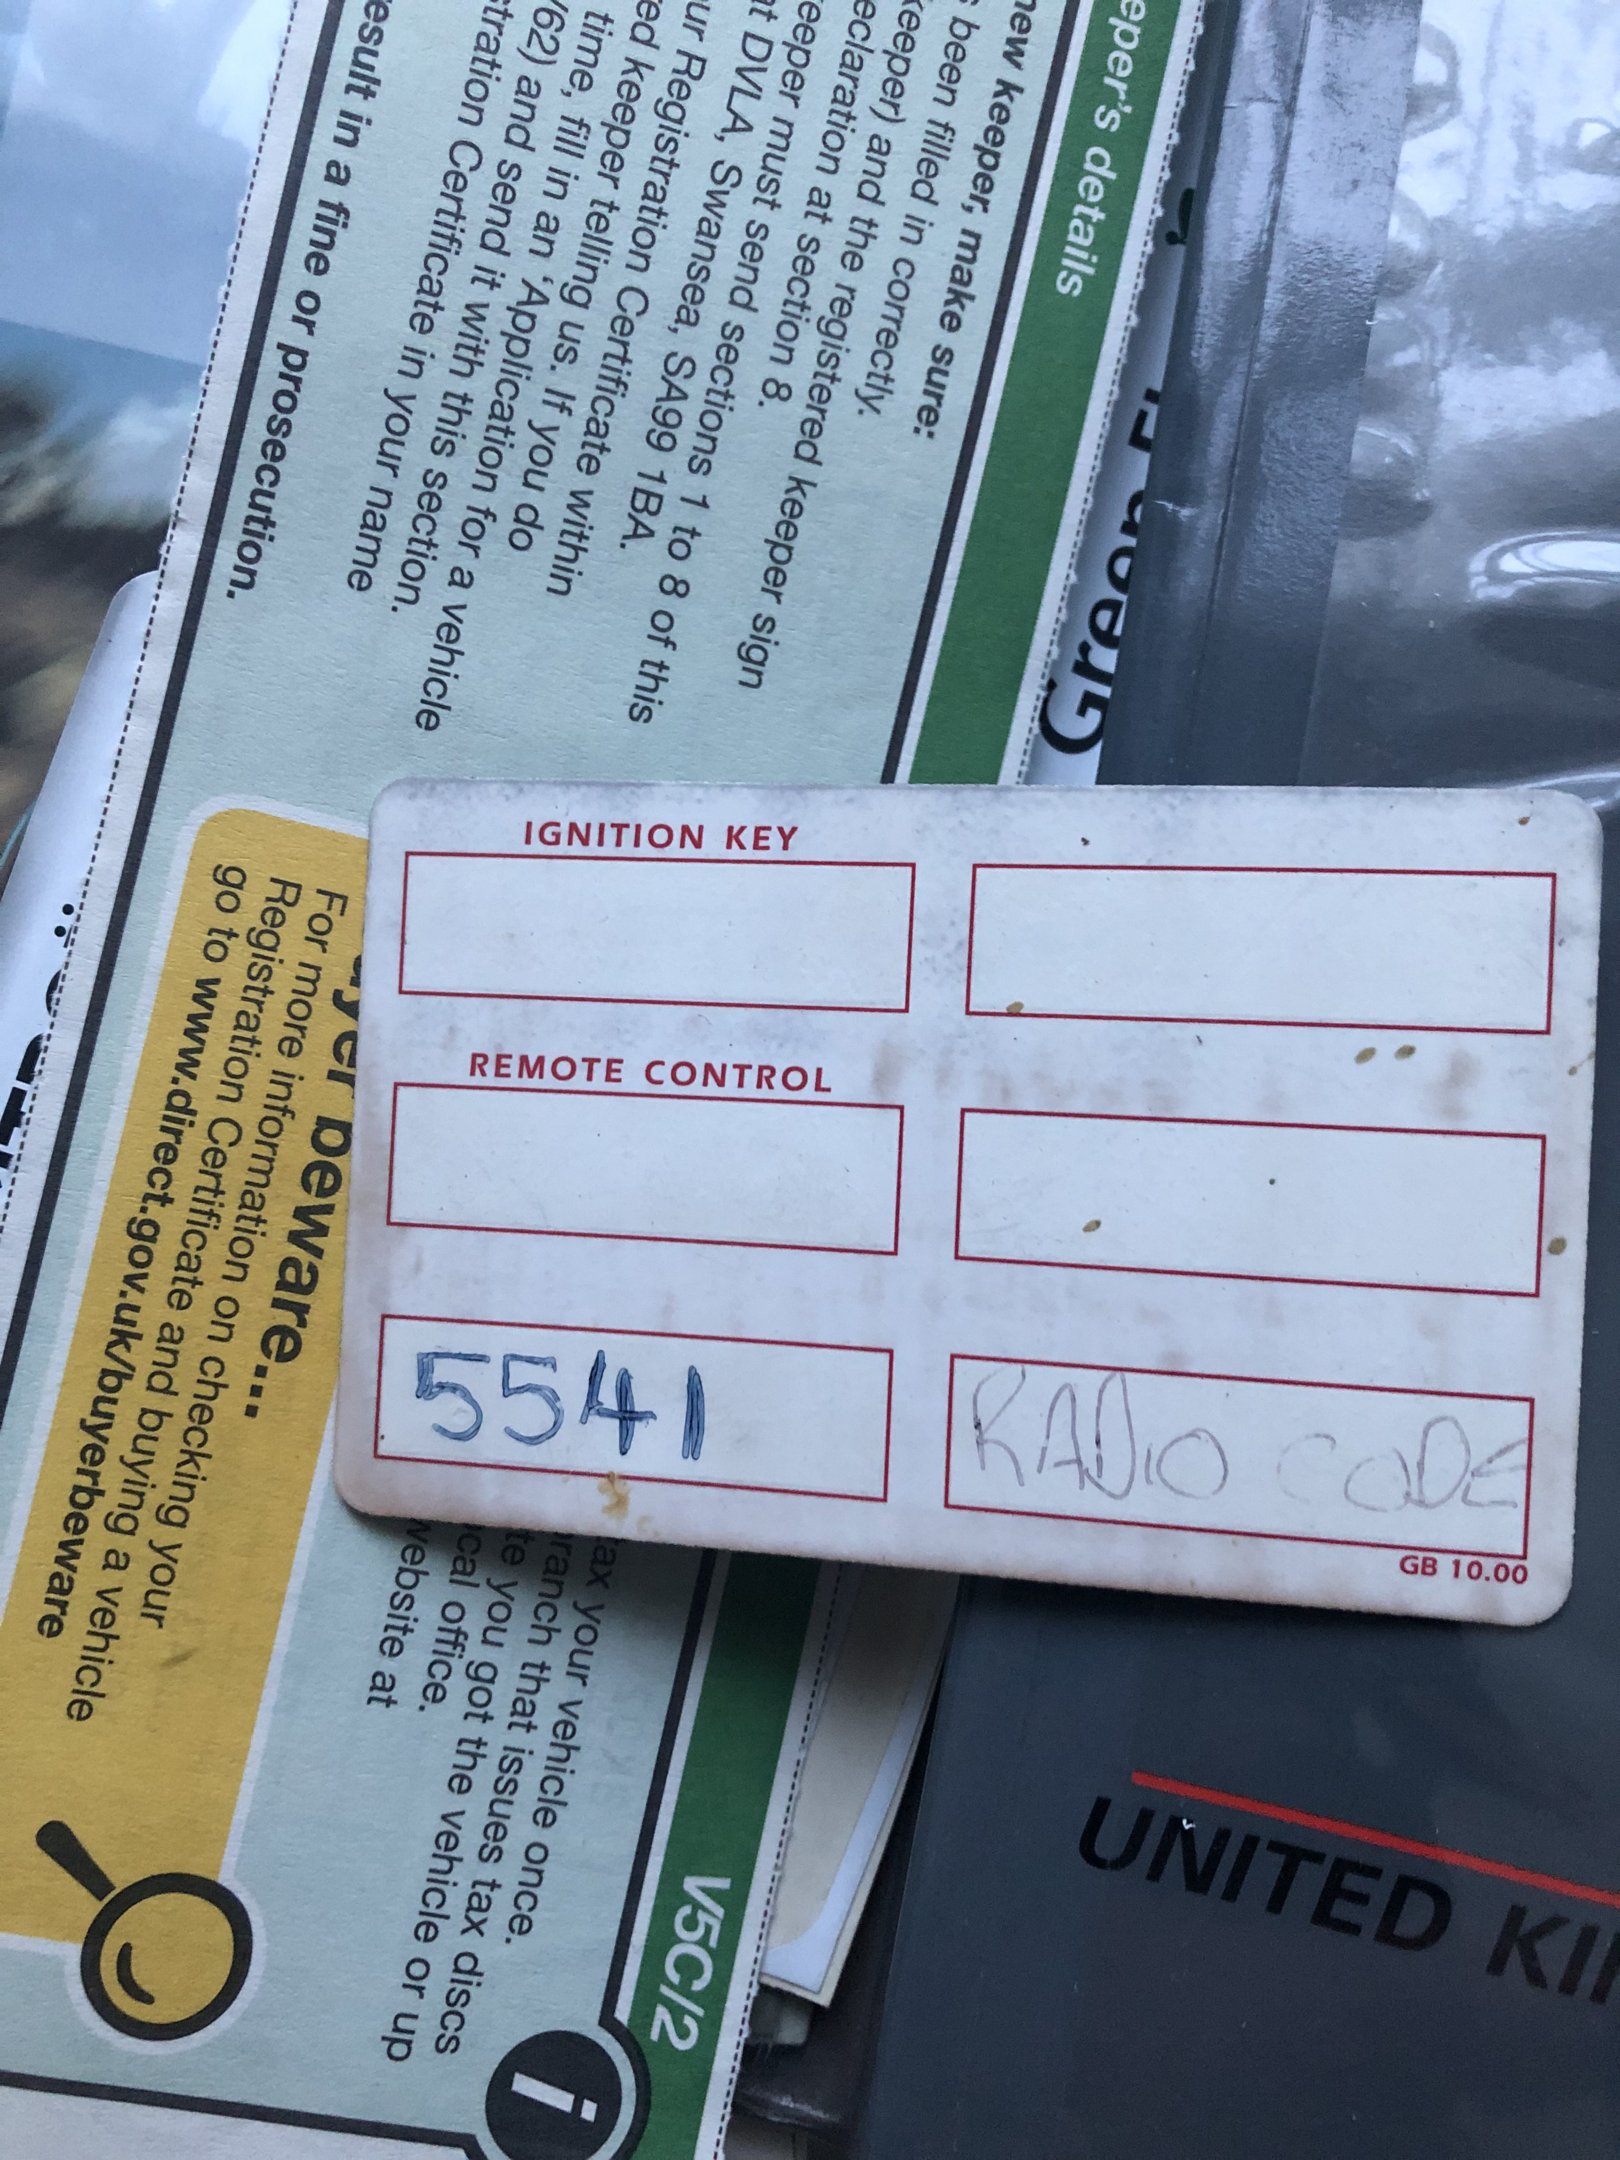 IGNITION KEY
REMOTE CONTROL
5541
RADIO CODE
GB 10.00
eper's details
new keeper, make sure:
been filled in correctly.
keeper) and the registered keeper sign
eclaration at section 8.
eeper must send sections 1 to 8 of this
at DVLA, Swansea, SA99 1BA.
ur Registration Certificate within
ed keeper telling us. If you do
time, fill in an 'Application for a vehicle
/62) and send it with this section.
stration Certificate in your name
esult in a fine or prosecution.
yer beware...
For more information on checking your
Registration Certificate and buying a vehicle
go to www.direct.gov.uk/buyerbeware
tax your vehicle once.
ranch that issues tax discs
te you got the vehicle or up
cal office.
website at
V5C/2
i
Green
UNITED KI